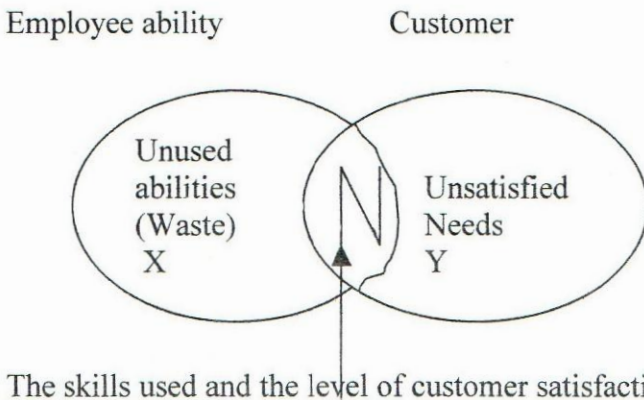 Employee ability Customer
Unused
abilities
(Waste)
X
N
Unsatisfied
Needs
Y
The skills used and the level of customer satisfacti